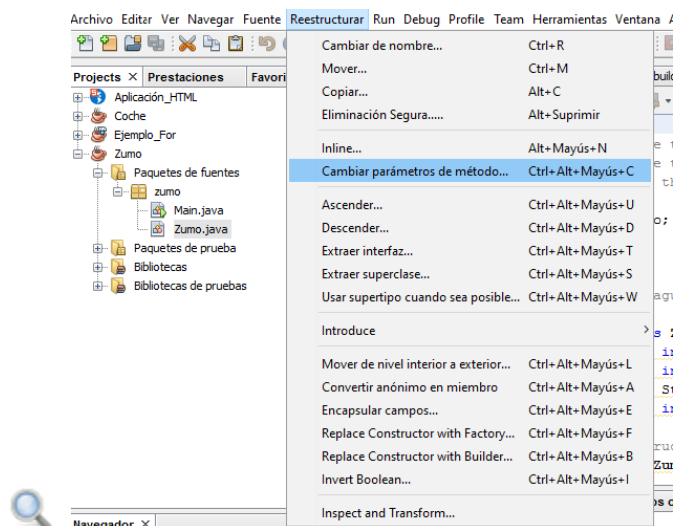 Archivo Editar Ver Navegar Fuente Reestructurar Run Debug Profile Team Herramientas Ventana
Projects × Prestaciones Favori
Aplicación_HTML
Coche
Ejemplo_For
Zumo
Paquetes de fuentes
zumo
Main.java
Zumo.java
Paquetes de prueba
Bibliotecas
Bibliotecas de pruebas
Navegador ×
Cambiar de nombre... Ctrl+R
Mover... Ctrl+M
Copiar... Alt+C
Eliminación Segura..... Alt+Suprimir
Inline... Alt+Mayús+N
Cambiar parámetros de método... Ctrl+Alt+Mayús+C
Ascender... Ctrl+Alt+Mayús+U
Descender... Ctrl+Alt+Mayús+D
Extraer interfaz... Ctrl+Alt+Mayús+T
Extraer superclase... Ctrl+Alt+Mayús+S
Usar supertipo cuando sea posible... Ctrl+Alt+Mayús+W
Introduce >
Mover de nivel interior a exterior... Ctrl+Alt+Mayús+L
Convertir anónimo en miembro Ctrl+Alt+Mayús+A
Encapsular campos... Ctrl+Alt+Mayús+E
Replace Constructor with Factory... Ctrl+Alt+Mayús+F
Replace Constructor with Builder... Ctrl+Alt+Mayús+B
Invert Boolean... Ctrl+Alt+Mayús+I
Inspect and Transform...